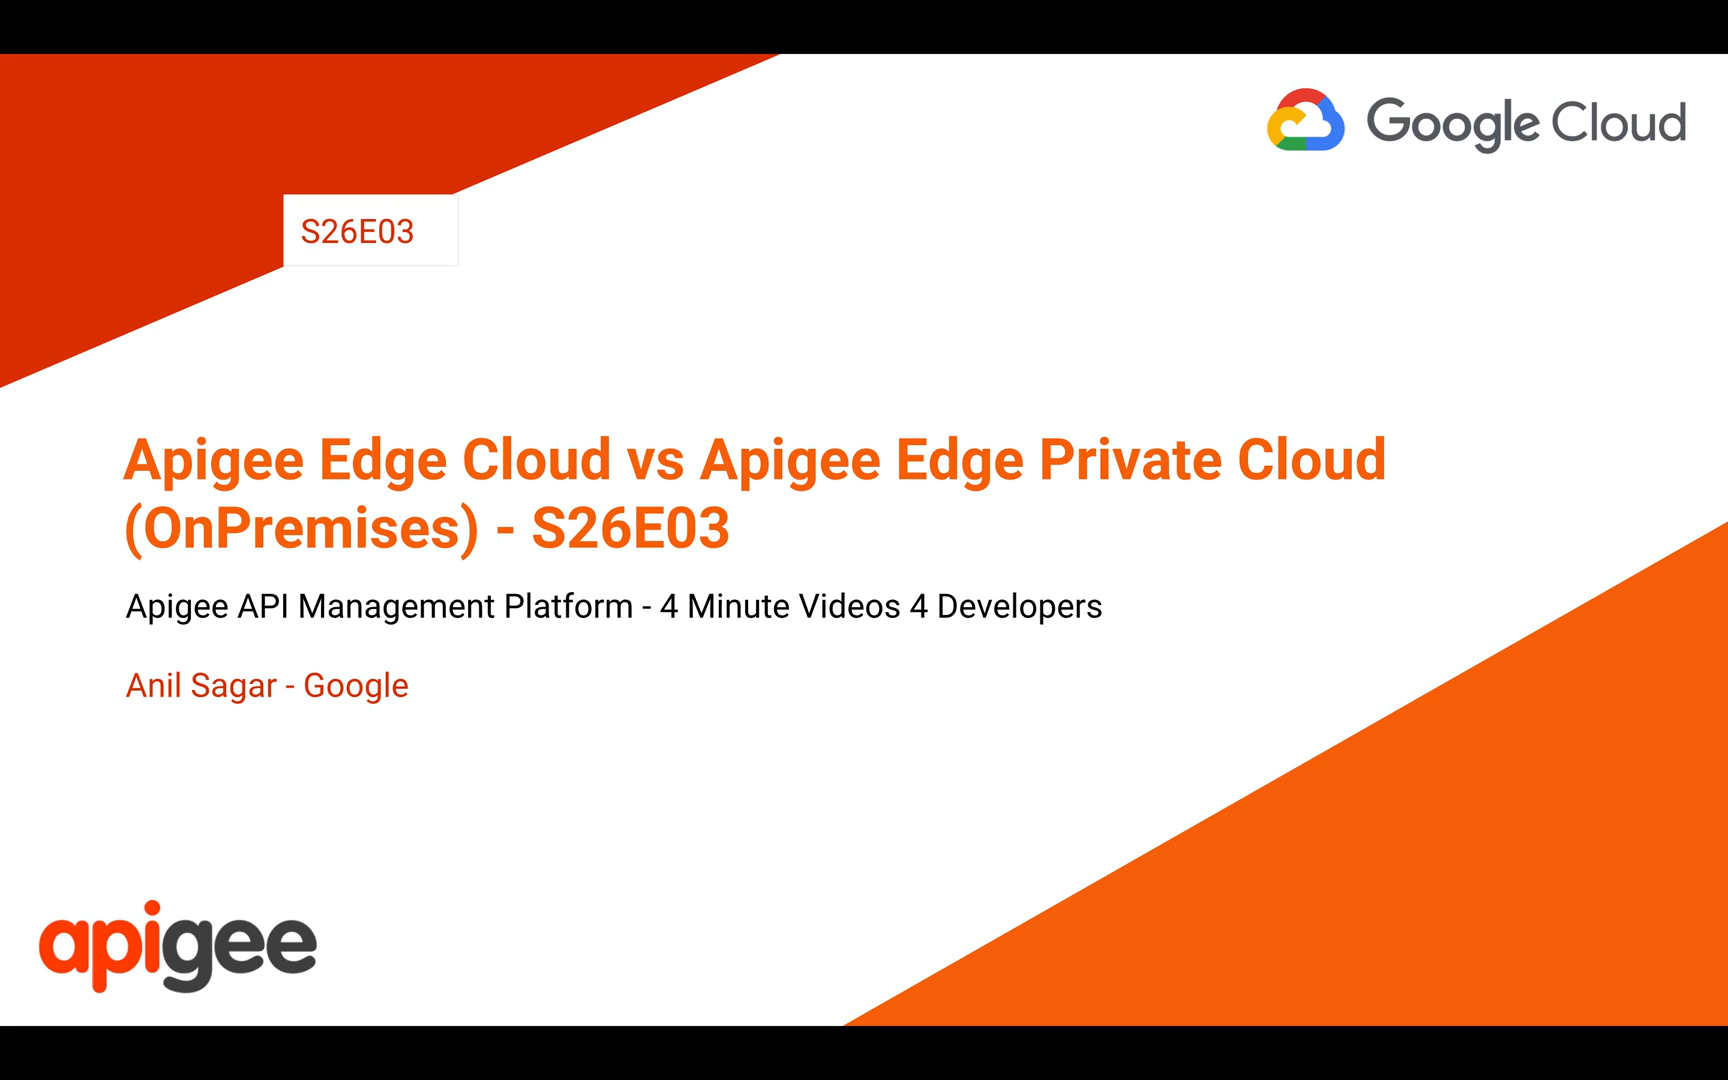 Google Cloud
S26E03
Apigee Edge Cloud vs Apigee Edge Private Cloud
(OnPremises) - S26E03
Apigee API Management Platform - 4 Minute Videos 4 Developers
Anil Sagar - Google
apigee